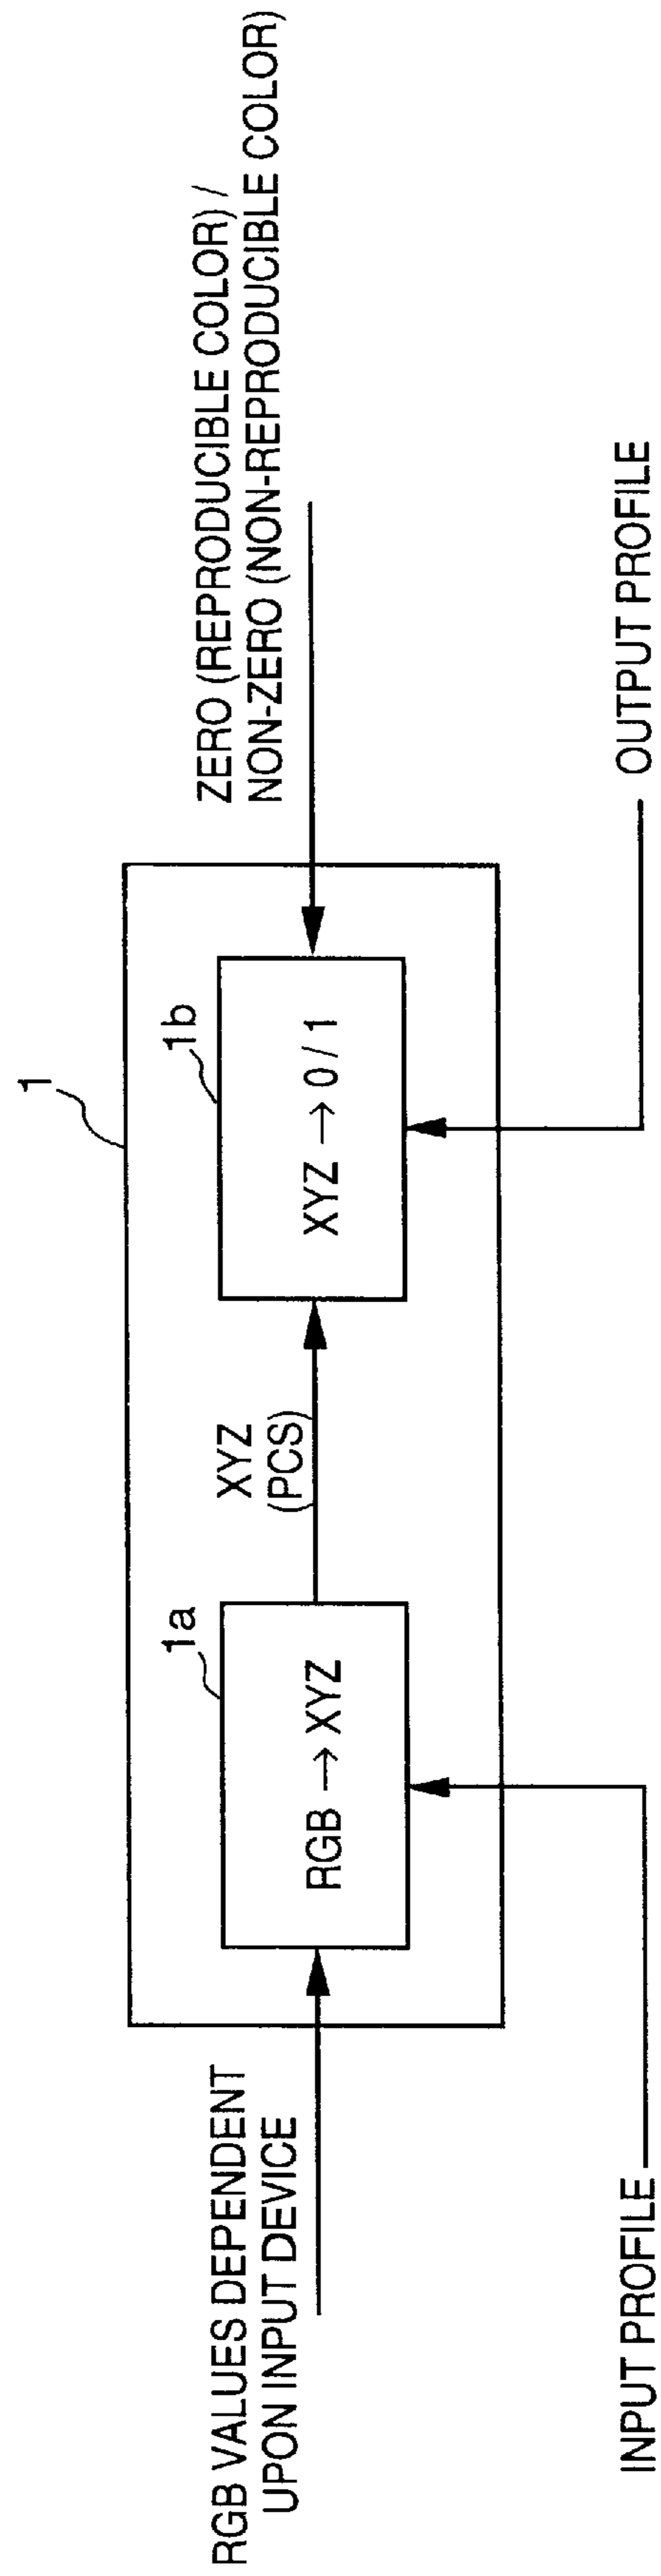 1
ZERO (REPRODUCIBLE COLOR) /
NON-ZERO (NON-REPRODUCIBLE COLOR)
1a
XYZ
(PCS)
1b
RGB VALUES DEPENDENT
UPON INPUT DEVICE
RGB → XYZ
XYZ → 0 / 1
INPUT PROFILE
OUTPUT PROFILE